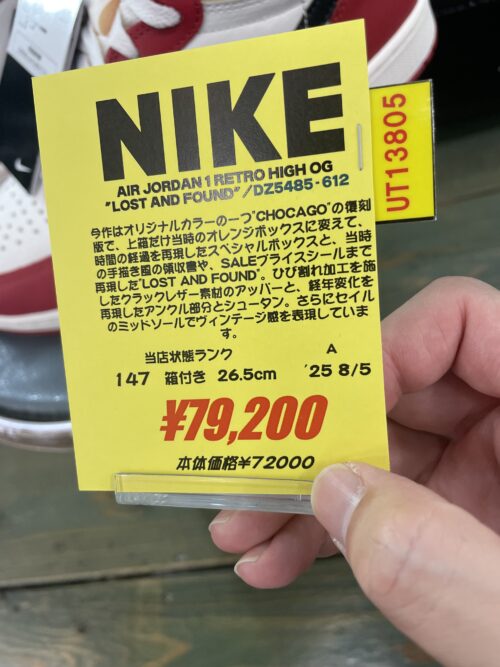 NIKE
AIR JORDAN 1 RETRO HIGH OG
"LOST AND FOUND"/DZ5485-612
今作はオリジナルカラーの一つ"CHOCAGO"の復刻
版で、上箱だけ当時のオレンジボックスに変えて、
時間の経過を再現したスペシャルボックスと、当時
の手描き風の領収書や、SALEプライスシールまで
再現した"LOST AND FOUND"。ひび割れ加工を施
したクラックレザー素材のアッパーと、経年変化を
再現したアンクル部分とシュータン。さらにセイル
のミッドソールでヴィンテージ感を表現していま
す。
当店状態ランク A
147 箱付き 26.5cm '25 8/5
¥79,200
本体価格¥72000
UT13805